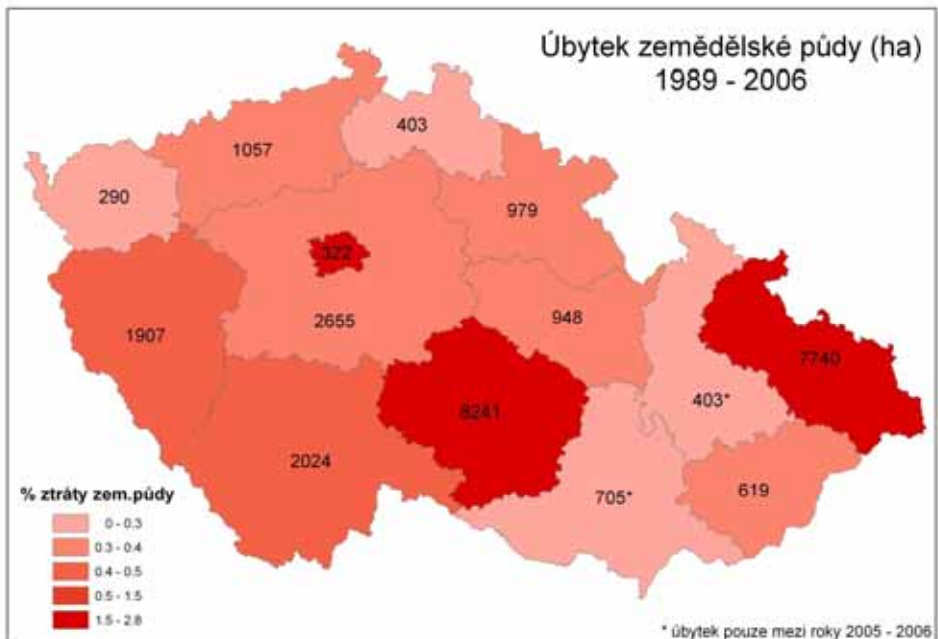 Úbytek zemědělské půdy (ha)
1989 - 2006
403
1057
290
979
322
2655
948
1907
7740
403*
8241
2024
705*
619
% ztráty zem.půdy
0 - 0.3
0.3 - 0.4
0.4 - 0.5
0.5 - 1.5
1.5 - 2.8
* úbytek pouze mezi roky 2005 - 2006